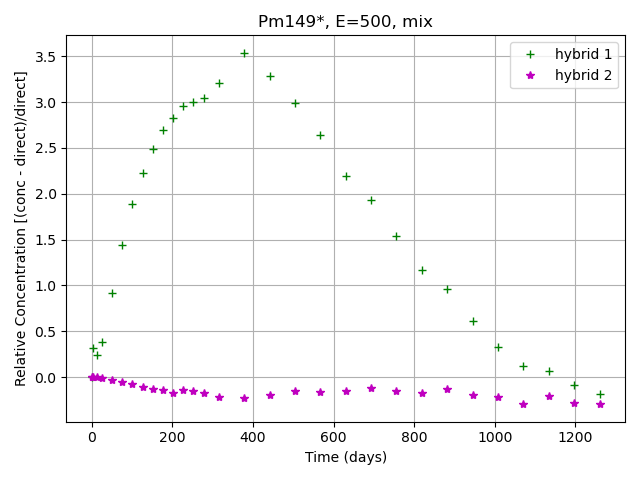 Pm149*, E=500, mix
hybrid 1
hybrid 2
Relative Concentration [(conc - direct)/direct]
3.5
3.0
2.5
2.0
1.5
1.0
0.5
0.0
0 200 400 600 800 1000 1200
Time (days)